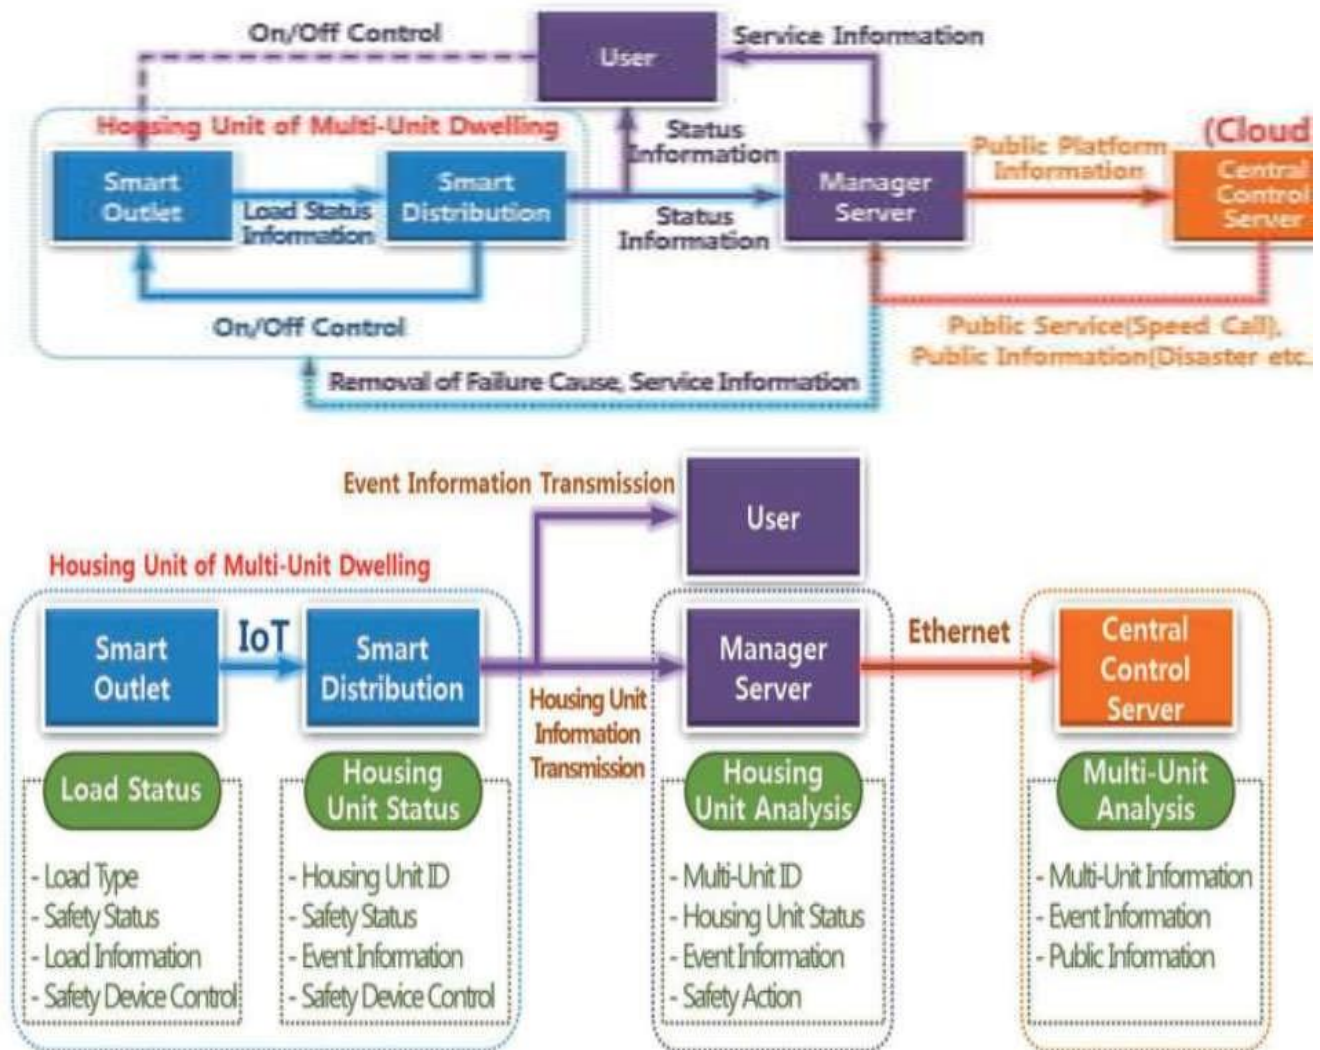 On/Off Control
User
Service Information
Housing Unit of Multi-Unit Dwelling
Status
Information
Public Platform
Information
(Cloud
Smart
Outlet
Load Status
Information
Smart
Distribution
Status
Information
Manager
Server
Central
Control
Server
On/Off Control
Public Service(Speed Call),
Public Information(Disaster etc.
Removal of Failure Cause, Service Information
Event Information Transmission
User
Housing Unit of Multi-Unit Dwelling
Smart
Outlet
IoT
Smart
Distribution
Housing Unit
Information
Transmission
Manager
Server
Ethernet
Central
Control
Server
Load Status
- Load Type
- Safety Status
- Load Information
- Safety Device Control
Housing
Unit Status
- Housing Unit ID
- Safety Status
- Event Information
- Safety Device Control
Housing
Unit Analysis
- Multi-Unit ID
- Housing Unit Status
- Event Information
- Safety Action
Multi-Unit
Analysis
- Multi-Unit Information
- Event Information
- Public Information